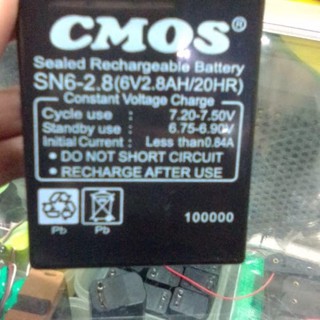 CMOS®
Sealed Rechargeable Battery
SN6-2.8(6V2.8AH/20HR)
Constant Voltage Charge
Cycle use : 7.20-7.50V
Standby use : 6.75-6.90V
Initial Current : Less than0.84A
• DO NOT SHORT CIRCUIT
• RECHARGE AFTER USE
Pb Pb 100000